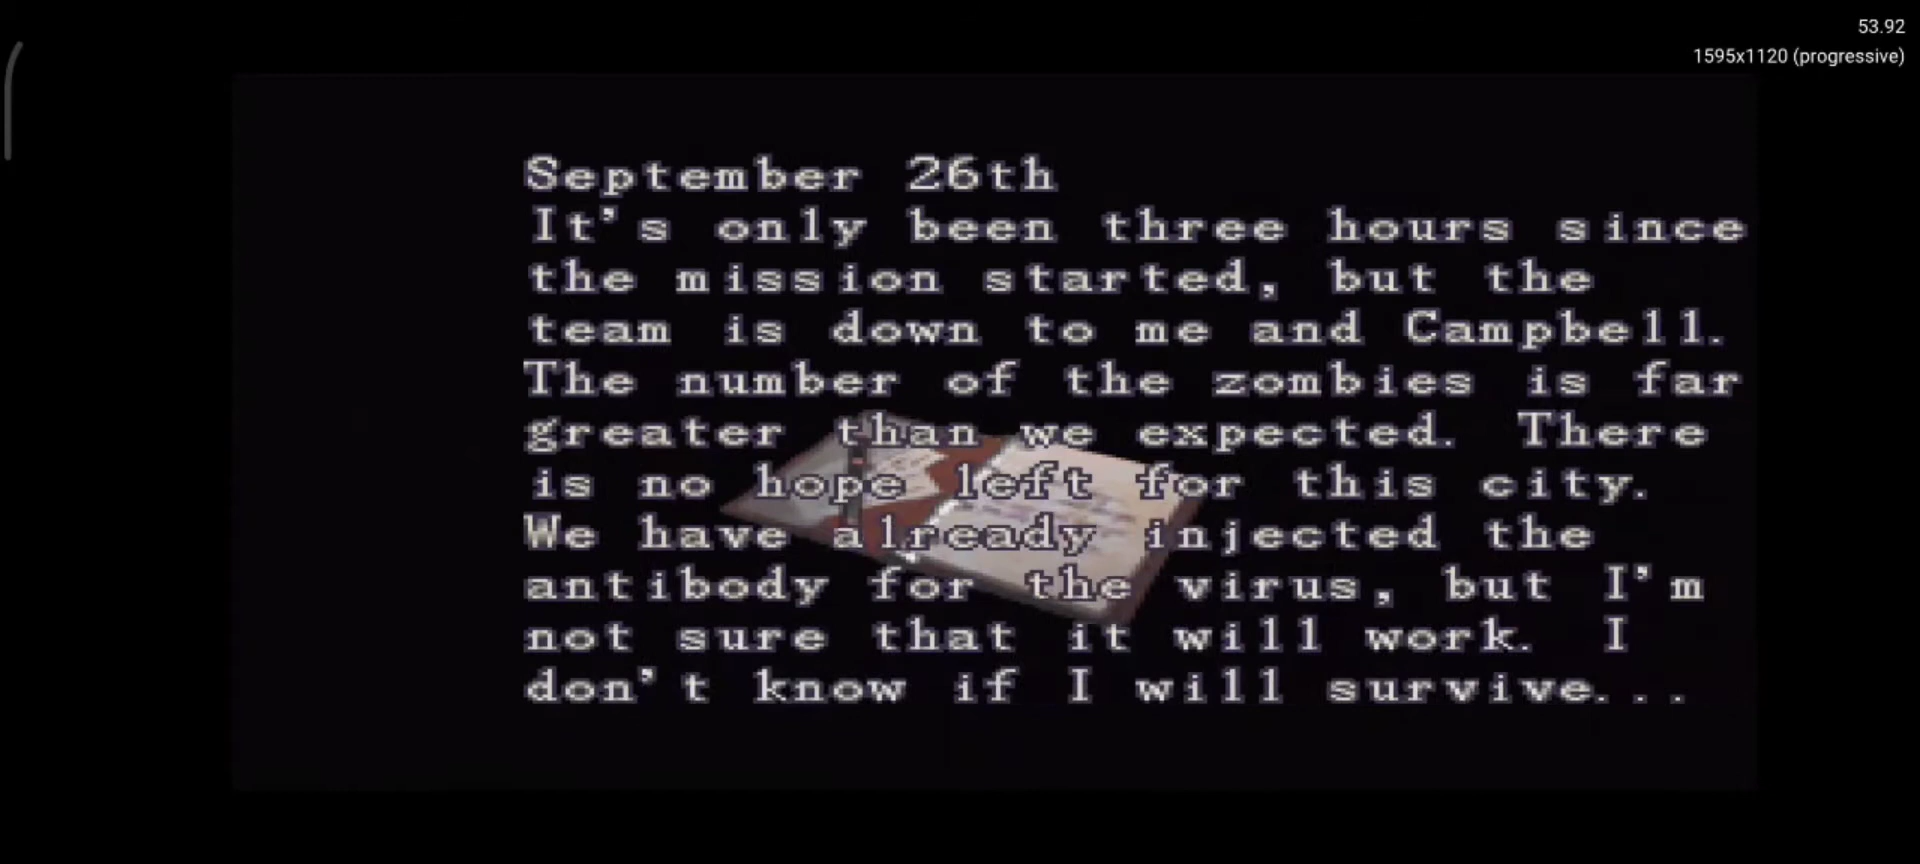 53.92
1595x1120 (progressive)
September 26th
It's only been three hours since
the mission started, but the
team is down to me and Campbell.
The number of the zombies is far
greater than we expected. There
is no hope left for this city.
We have already injected the
antibody for the virus, but I'm
not sure that it will work. I
don't know if I will survive...